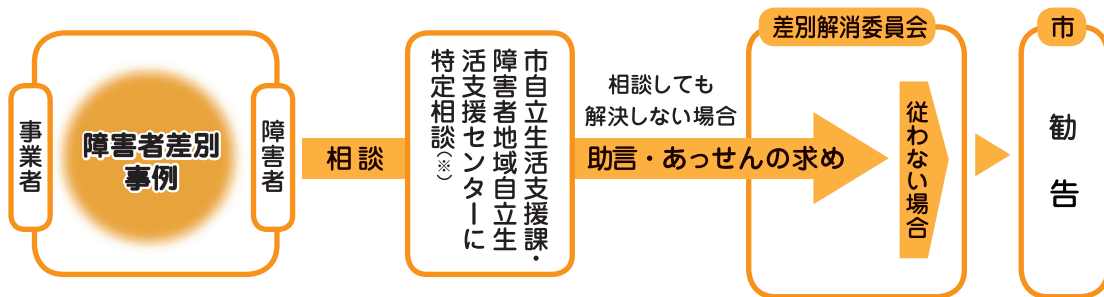 事業者
障害者差別
事例
障害者
相談
市自立生活支援課・
障害者地域自立生
活支援センターに
特定相談(※)
相談しても
解決しない場合
助言・あっせんの求め
差別解消委員会
従わない場合
市
勧告